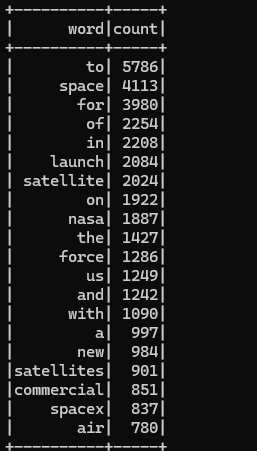 +----------+-----+
|      word|count|
+----------+-----+
|        to| 5786|
|     space| 4113|
|       for| 3980|
|        of| 2254|
|        in| 2208|
|    launch| 2084|
| satellite| 2024|
|        on| 1922|
|      nasa| 1887|
|       the| 1427|
|     force| 1286|
|        us| 1249|
|       and| 1242|
|      with| 1090|
|         a|  997|
|       new|  984|
|satellites|  901|
|commercial|  851|
|    spacex|  837|
|       air|  780|
+----------+-----+